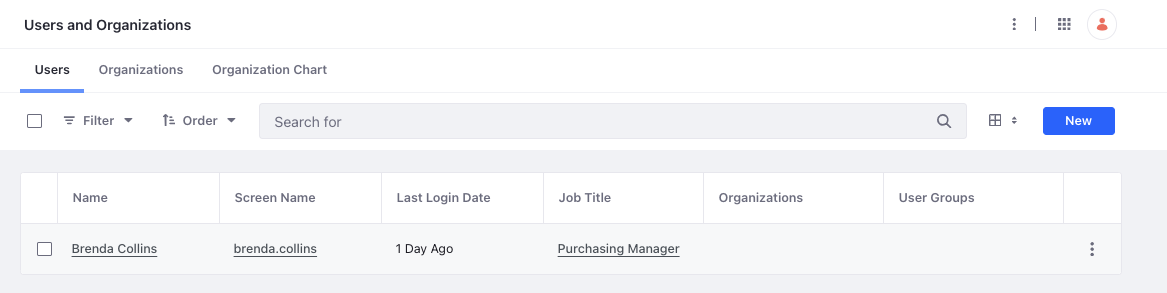 Users and Organizations
Users Organizations Organization Chart
Filter Order Search for New
Name Screen Name Last Login Date Job Title Organizations User Groups
Brenda Collins brenda.collins 1 Day Ago Purchasing Manager